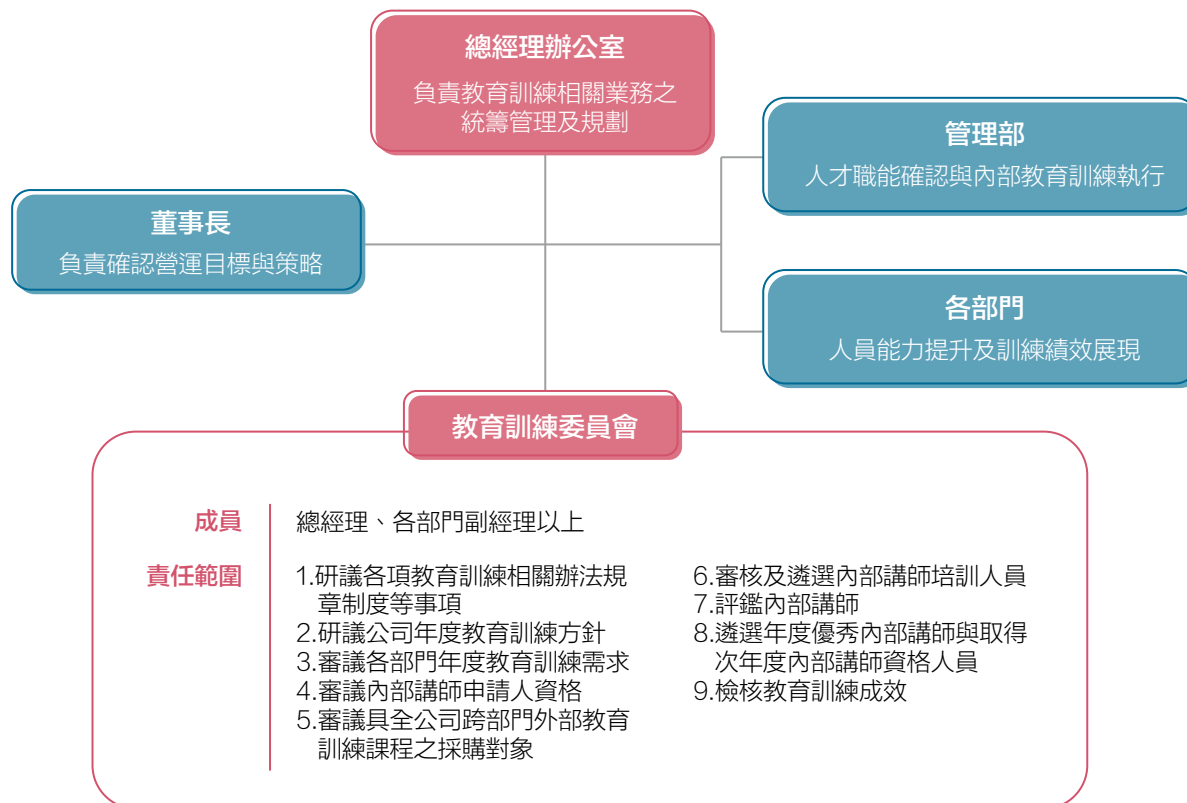 總經理辦公室
負責教育訓練相關業務之
統籌管理及規劃
管理部
人才職能確認與內部教育訓練執行
董事長
負責確認營運目標與策略
各部門
人員能力提升及訓練績效展現
教育訓練委員會
成員
總經理、各部門副經理以上
責任範圍
1.研議各項教育訓練相關辦法規
章制度等事項
2.研議公司年度教育訓練方針
3.審議各部門年度教育訓練需求
4.審議內部講師申請人資格
5.審議具全公司跨部門外部教育
訓練課程之採購對象
6.審核及遴選內部講師培訓人員
7.評鑑內部講師
8.遴選年度優秀內部講師與取得
次年度內部講師資格人員
9.檢核教育訓練成效